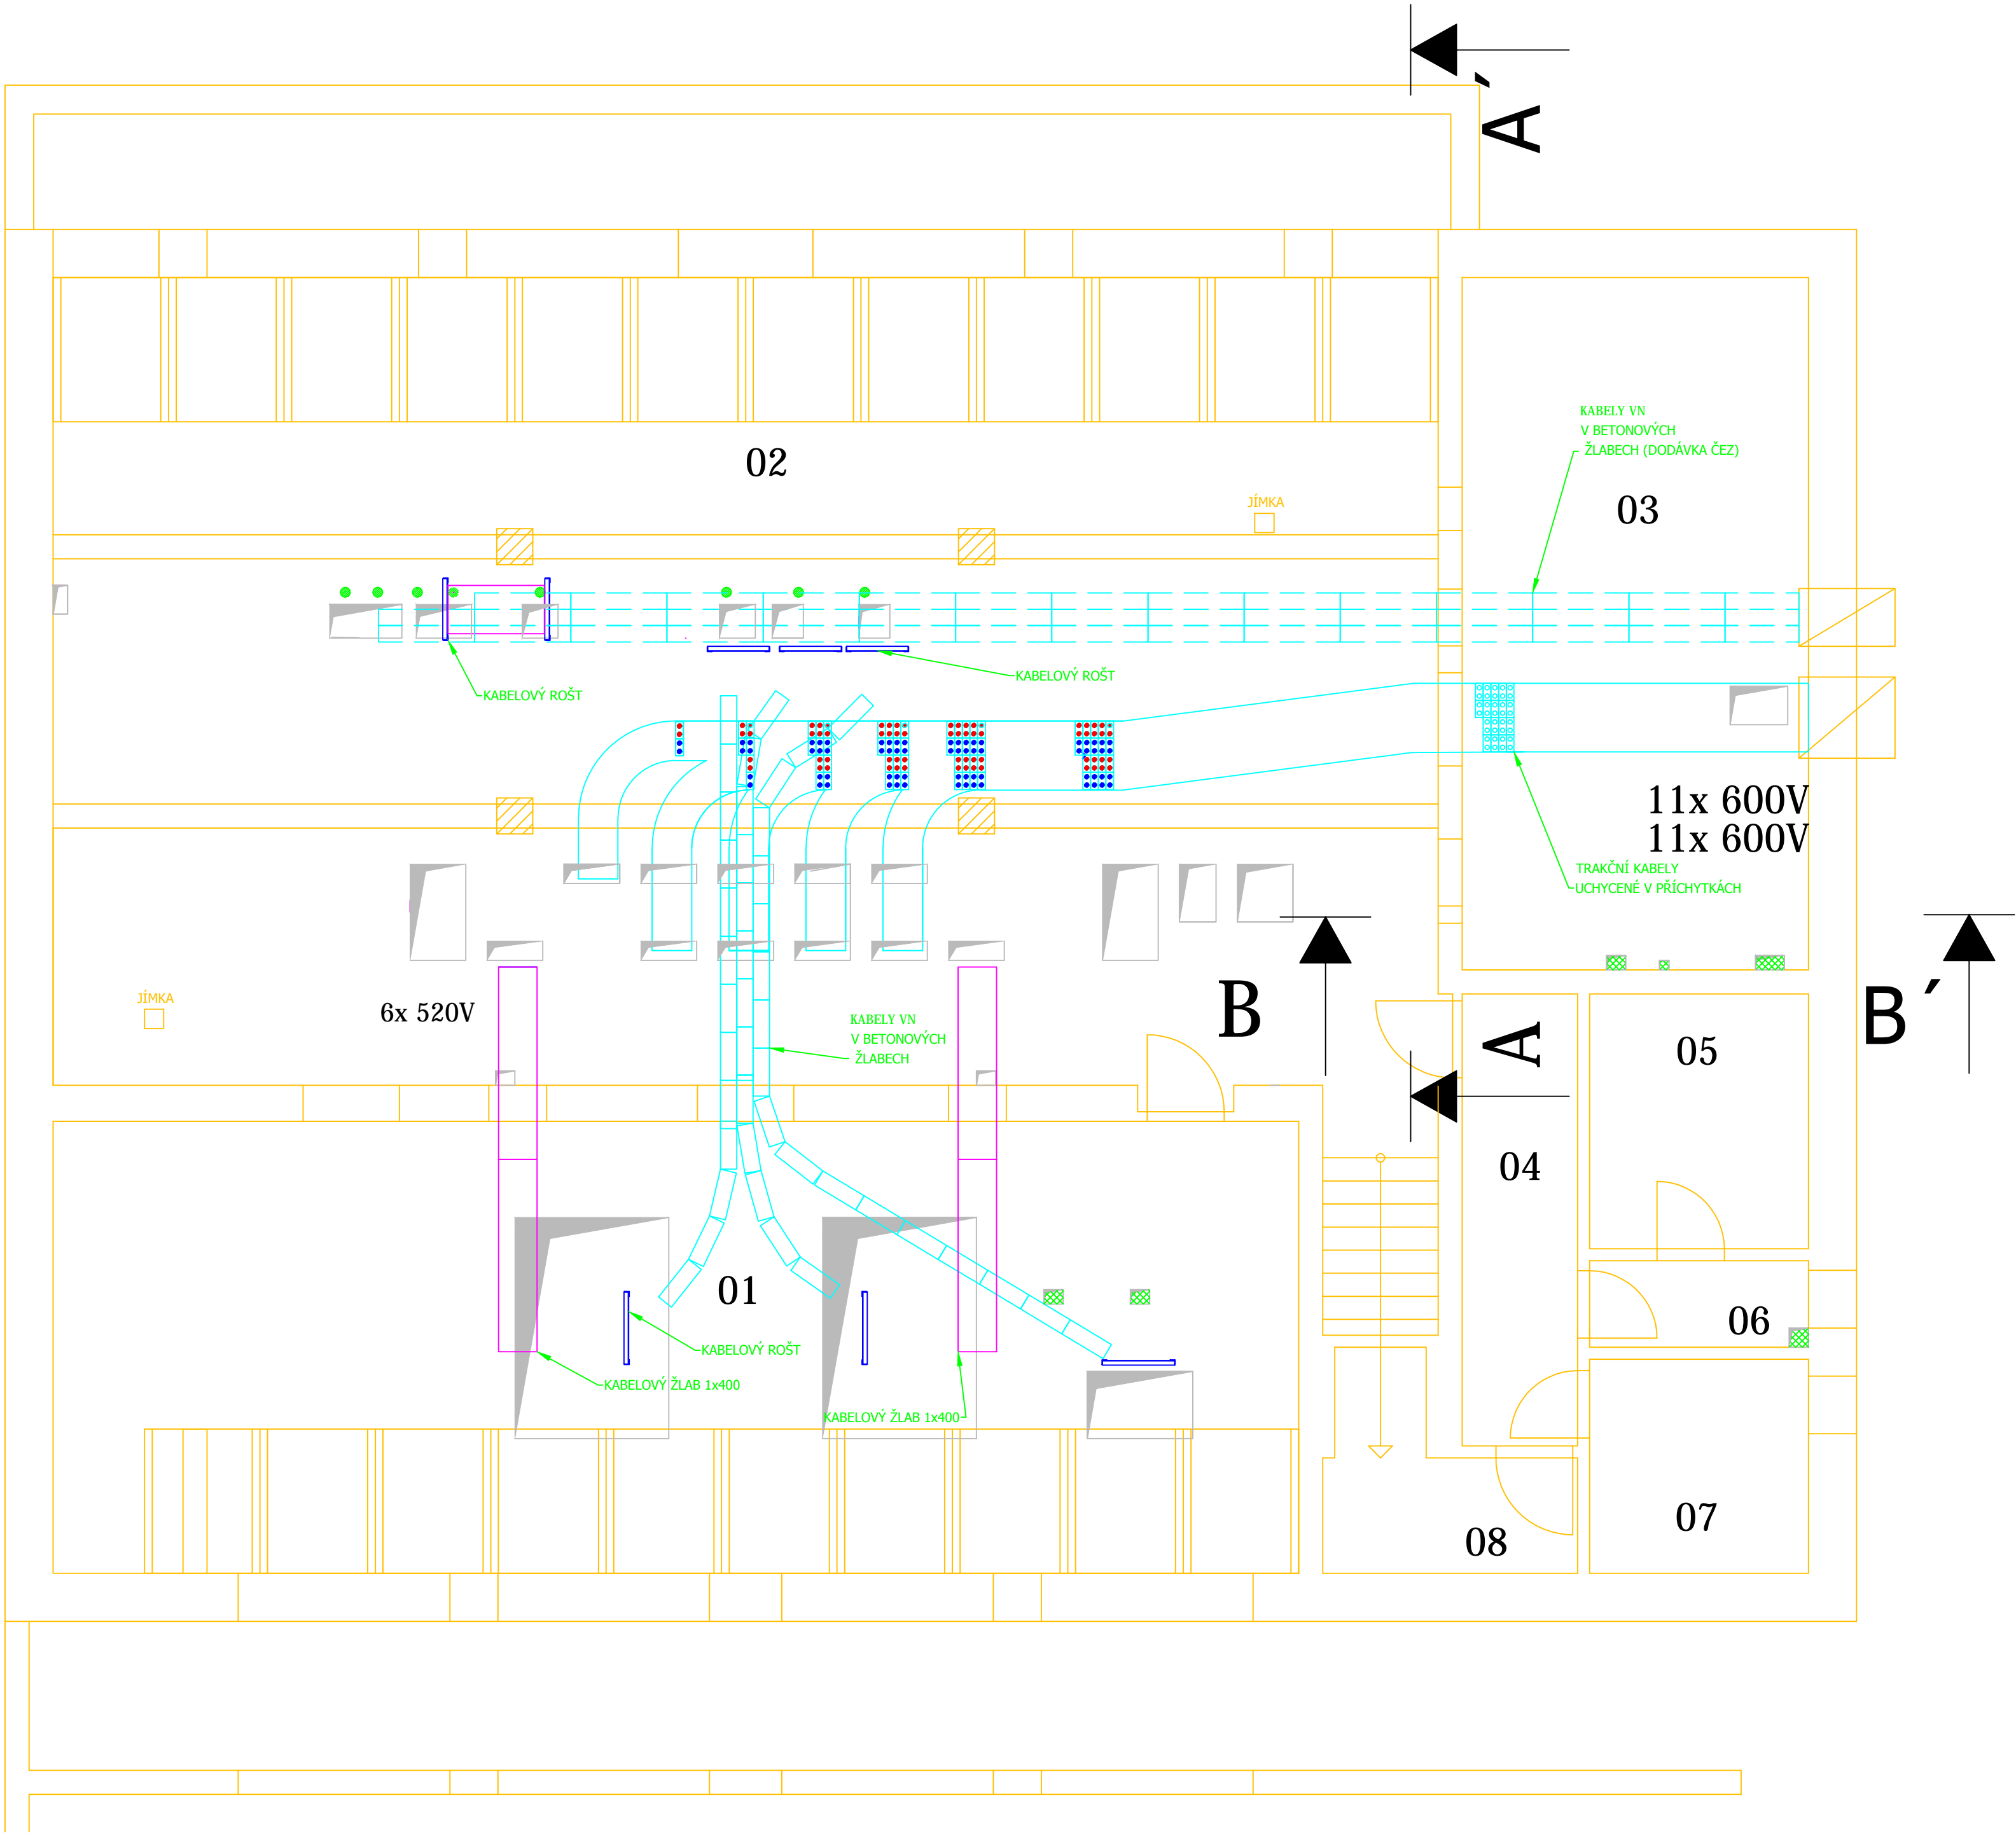 A´
KABELY VN
V BETONOVÝCH
ŽLABECH (DODÁVKA ČEZ)
02
03
JÍMKA
KABELOVÝ ROŠT
KABELOVÝ ROŠT
11x 600V
11x 600V
TRAKČNÍ KABELY
UCHYCENÉ V PŘÍCHYTKÁCH
JÍMKA
6x 520V
B
B´
KABELY VN
V BETONOVÝCH
ŽLABECH
A
05
04
01
06
KABELOVÝ ROŠT
KABELOVÝ ŽLAB 1x400
KABELOVÝ ŽLAB 1x400
07
08